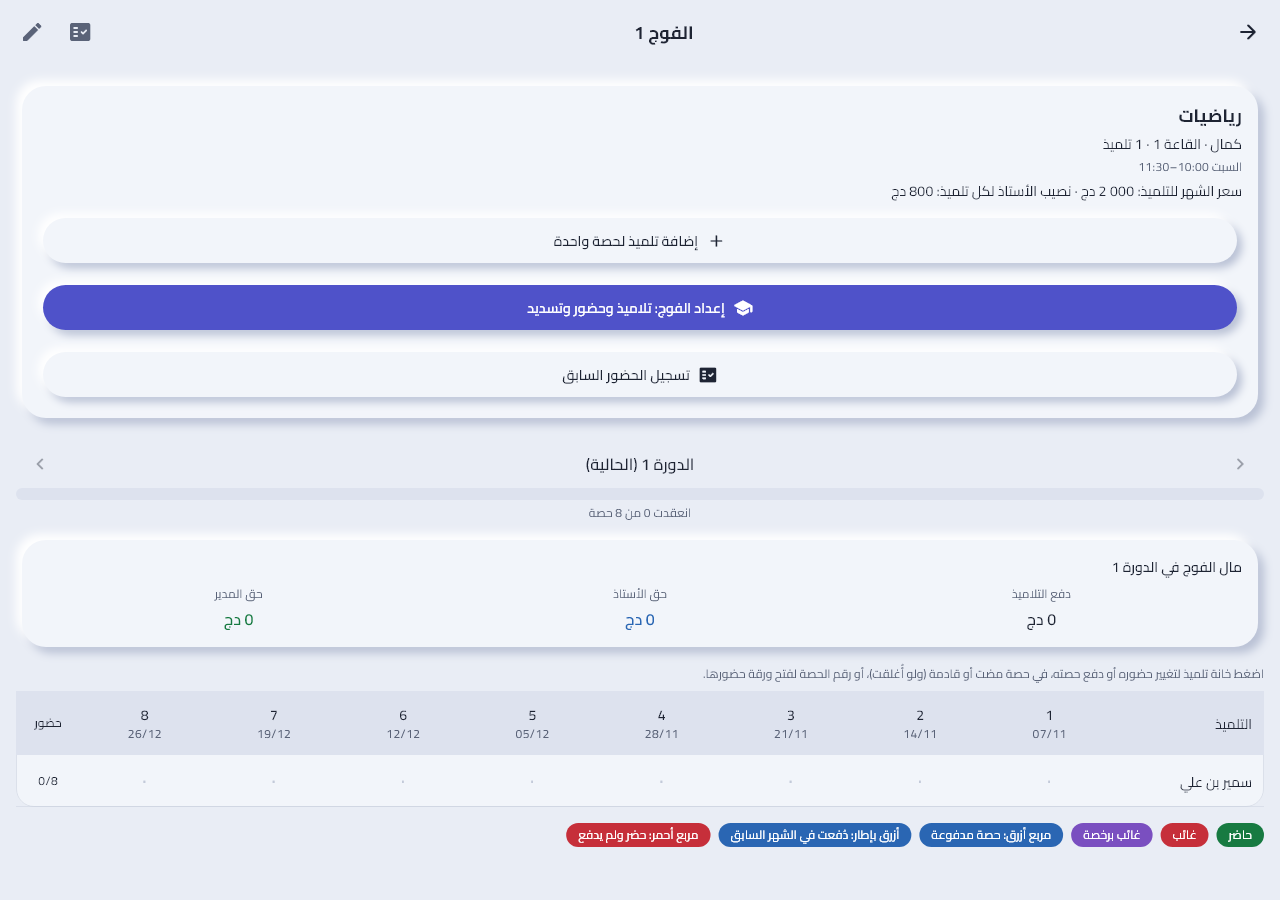 الفوج 1
رياضيات
كمال · القاعة 1 · 1 تلميذ
السبت 10:00–11:30
سعر الشهر للتلميذ: 000 2 دج · نصيب الأستاذ لكل تلميذ: 800 دج
إضافة تلميذ لحصة واحدة
إعداد الفوج: تلاميذ وحضور وتسديد
تسجيل الحضور السابق
الدورة 1 (الحالية)
انعقدت 0 من 8 حصة
مال الفوج في الدورة 1
دفع التلاميذ حق الأستاذ حق المدير
0 دج 0 دج 0 دج
اضغط خانة تلميذ لتغيير حضوره أو دفع حصته، في حصة مضت أو قادمة (ولو أُغلقت)، أو رقم الحصة لفتح ورقة حضورها.
التلميذ 1 2 3 4 5 6 7 8 حضور
07/11 14/11 21/11 28/11 05/12 12/12 19/12 26/12
سمير بن علي · · · · · · · · 0/8
حاضر غائب غائب برخصة مربع أزرق: حصة مدفوعة أزرق بإطار: دُفعت في الشهر السابق مربع أحمر: حضر ولم يدفع